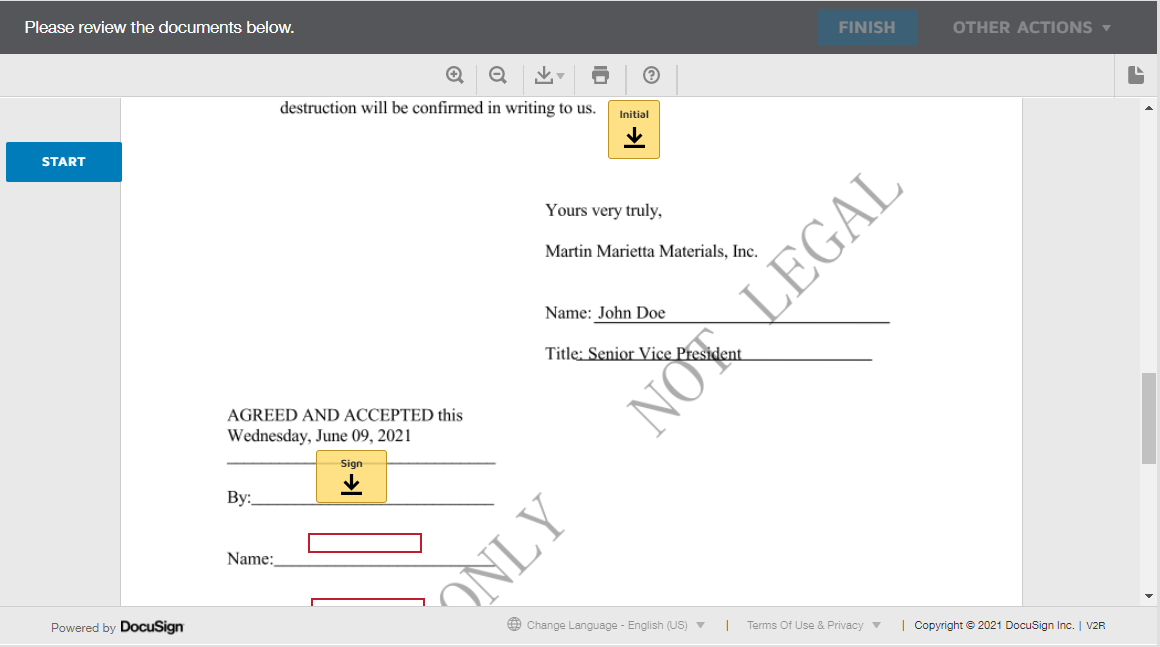 Please review the documents below.
FINISH
OTHER ACTIONS
START
destruction will be confirmed in writing to us.
Initial
Yours very truly,
Martin Marietta Materials, Inc.
Name: John Doe
Title: Senior Vice President
NOT LEGAL
AGREED AND ACCEPTED this
Wednesday, June 09, 2021
Sign
By:
Name:
ONLY
Powered by DocuSign
Change Language - English (US) | Terms Of Use & Privacy | Copyright © 2021 DocuSign Inc. | V2R